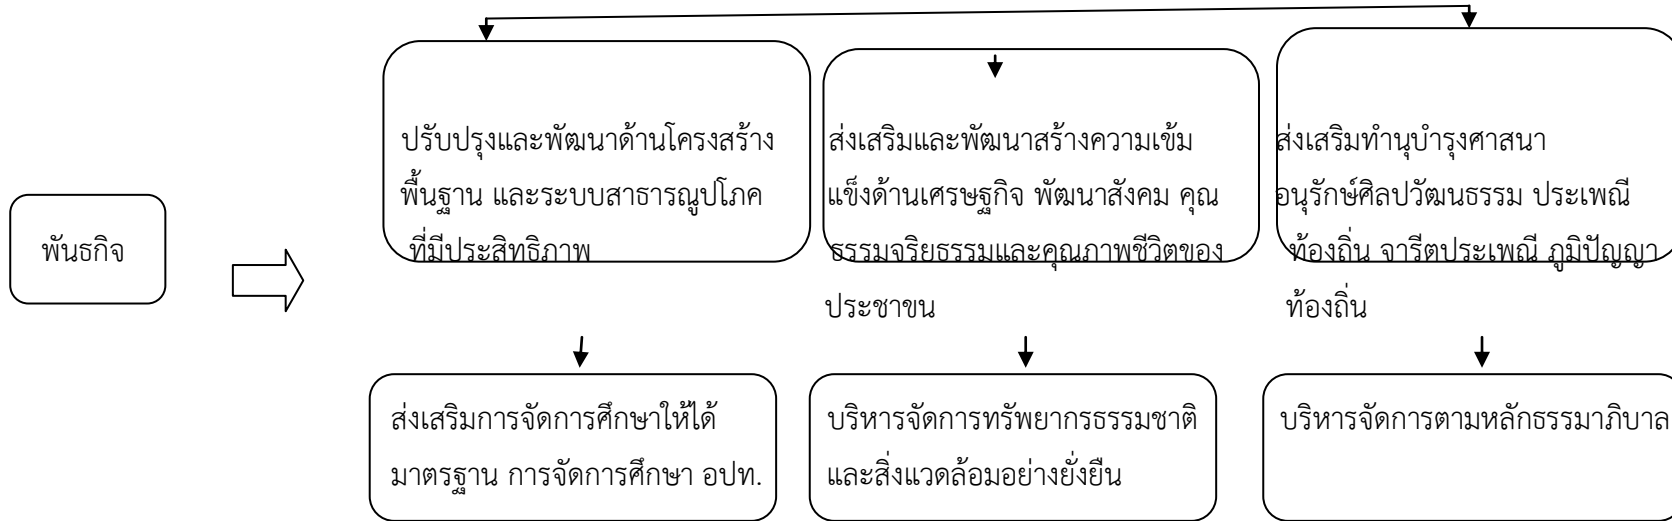 พันธกิจ
ปรับปรุงและพัฒนาด้านโครงสร้าง
พื้นฐาน และระบบสาธารณูปโภค
ที่มีประสิทธิภาพ
ส่งเสริมและพัฒนาสร้างความเข้ม
แข็งด้านเศรษฐกิจ พัฒนาสังคม คุณ
ธรรมจริยธรรมและคุณภาพชีวิตของ
ประชาขน
ส่งเสริมทำนุบำรุงศาสนา
อนุรักษ์ศิลปวัฒนธรรม ประเพณี
ท้องถิ่น จารีตประเพณี ภูมิปัญญา
ท้องถิ่น
ส่งเสริมการจัดการศึกษาให้ได้
มาตรฐาน การจัดการศึกษา อปท.
บริหารจัดการทรัพยากรธรรมชาติ
และสิ่งแวดล้อมอย่างยั่งยืน
บริหารจัดการตามหลักธรรมาภิบาล